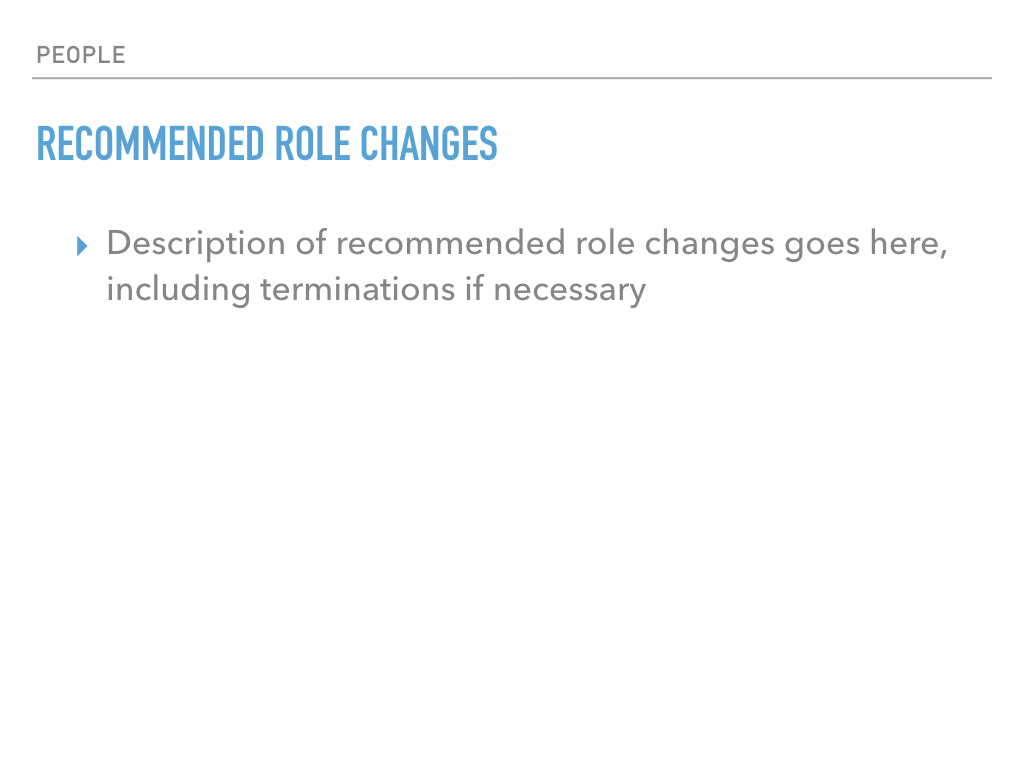 PEOPLE
RECOMMENDED ROLE CHANGES
Description of recommended role changes goes here,
including terminations if necessary